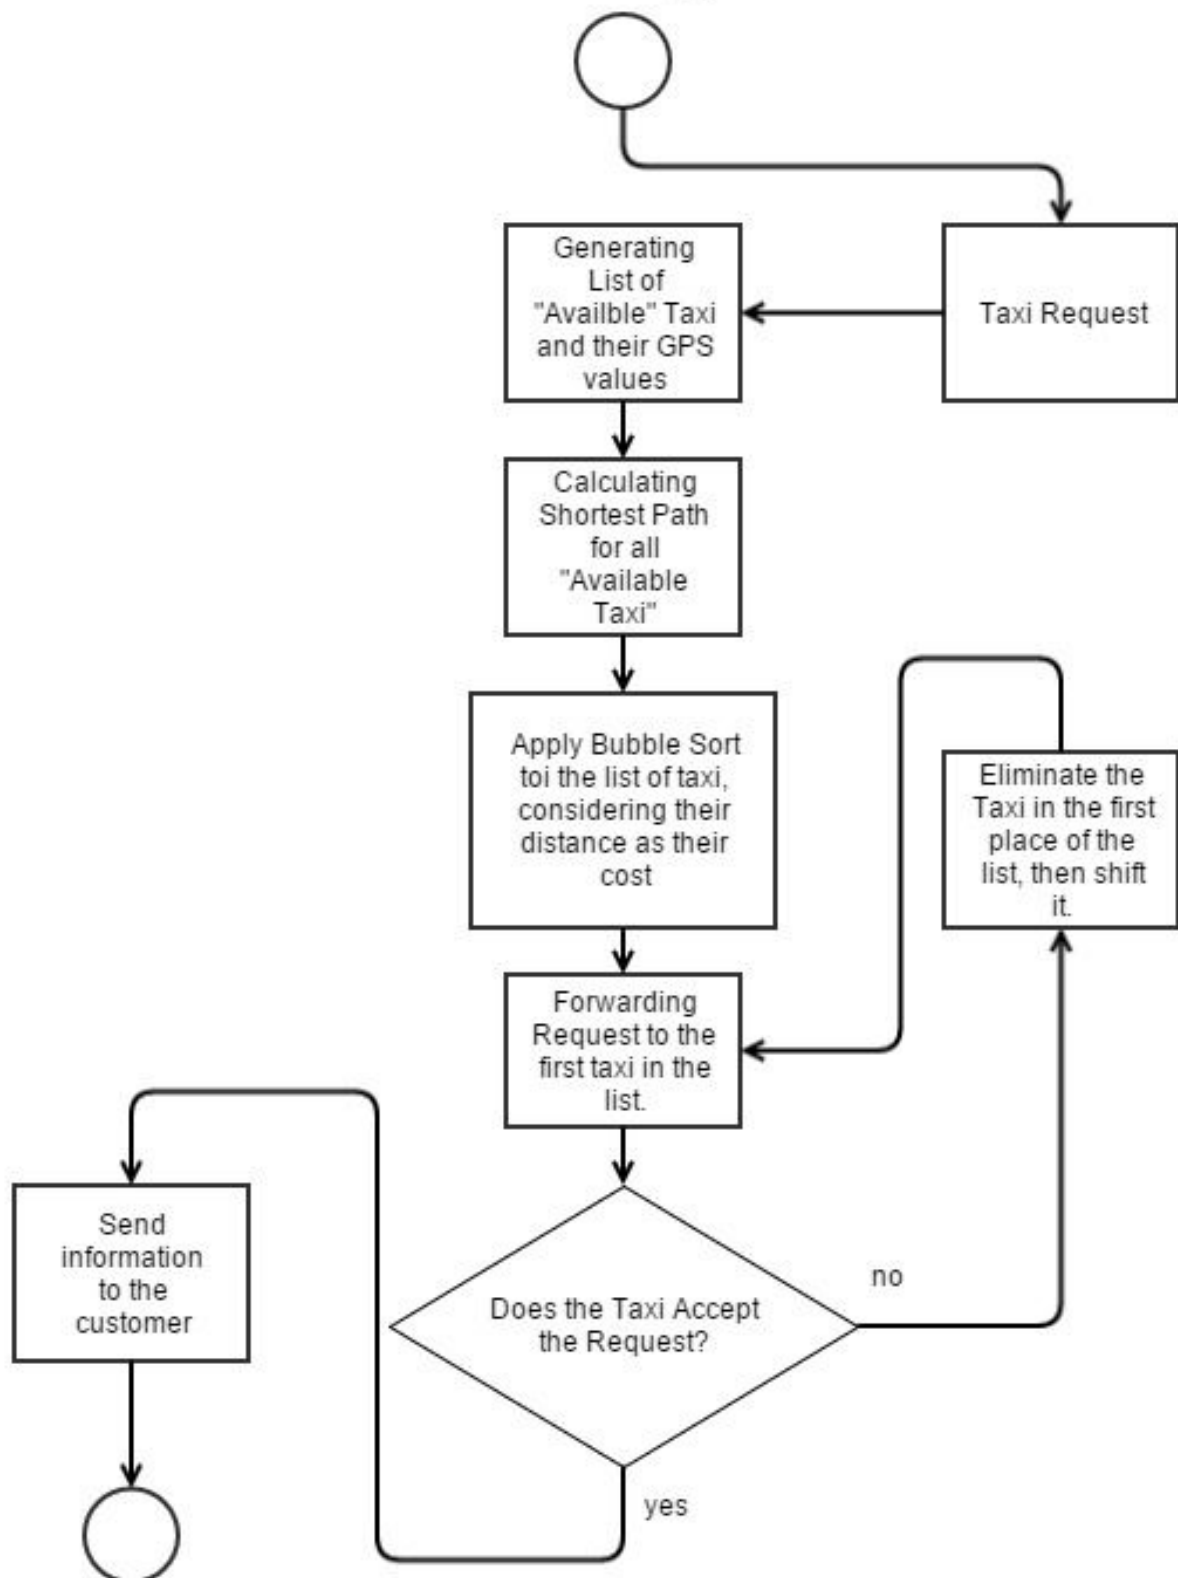 Taxi Request
Generating
List of
"Availble" Taxi
and their GPS
values
Calculating
Shortest Path
for all
"Available
Taxi"
Apply Bubble Sort
toi the list of taxi,
considering their
distance as their
cost
Forwarding
Request to the
first taxi in the
list.
Does the Taxi Accept
the Request?
no
Eliminate the
Taxi in the first
place of the
list, then shift
it.
yes
Send
information
to the
customer